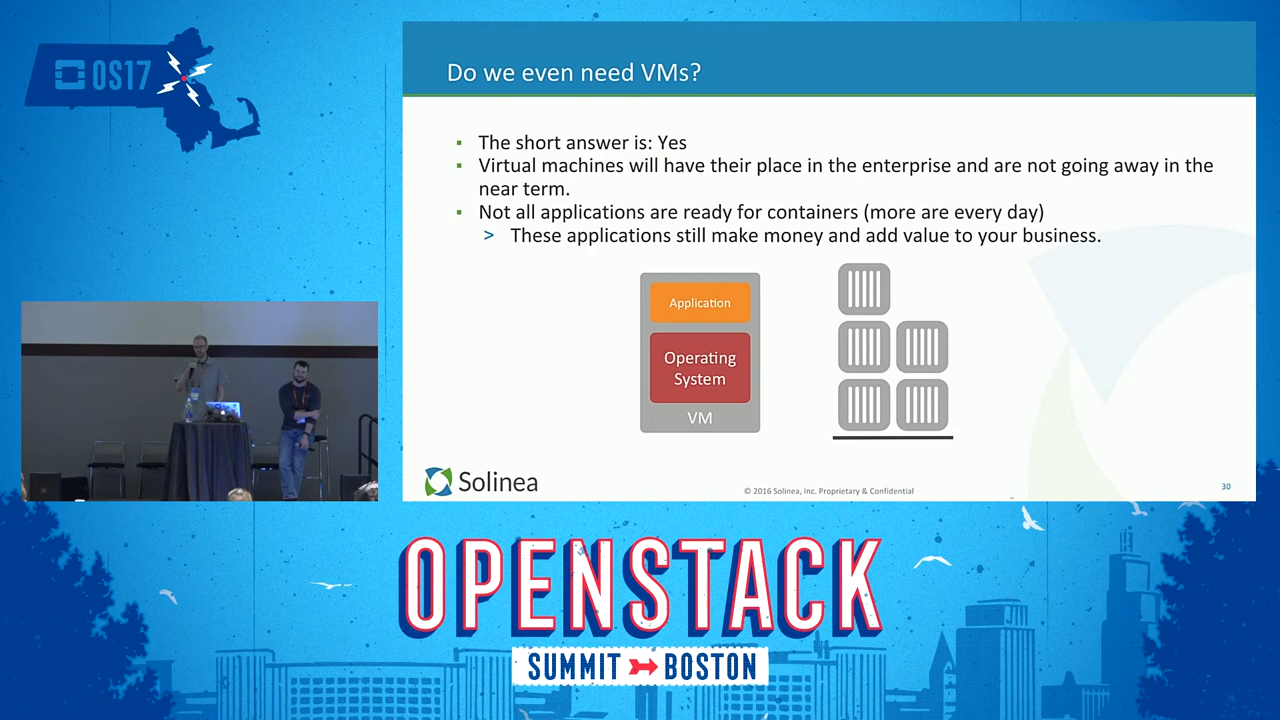 OS17
Do we even need VMs?
▪ The short answer is: Yes
▪ Virtual machines will have their place in the enterprise and are not going away in the
near term.
▪ Not all applications are ready for containers (more are every day)
> These applications still make money and add value to your business.
Application
Operating
System
VM
Solinea
© 2016 Solinea, Inc. Proprietary & Confidential
30
OPENSTACK
SUMMIT BOSTON